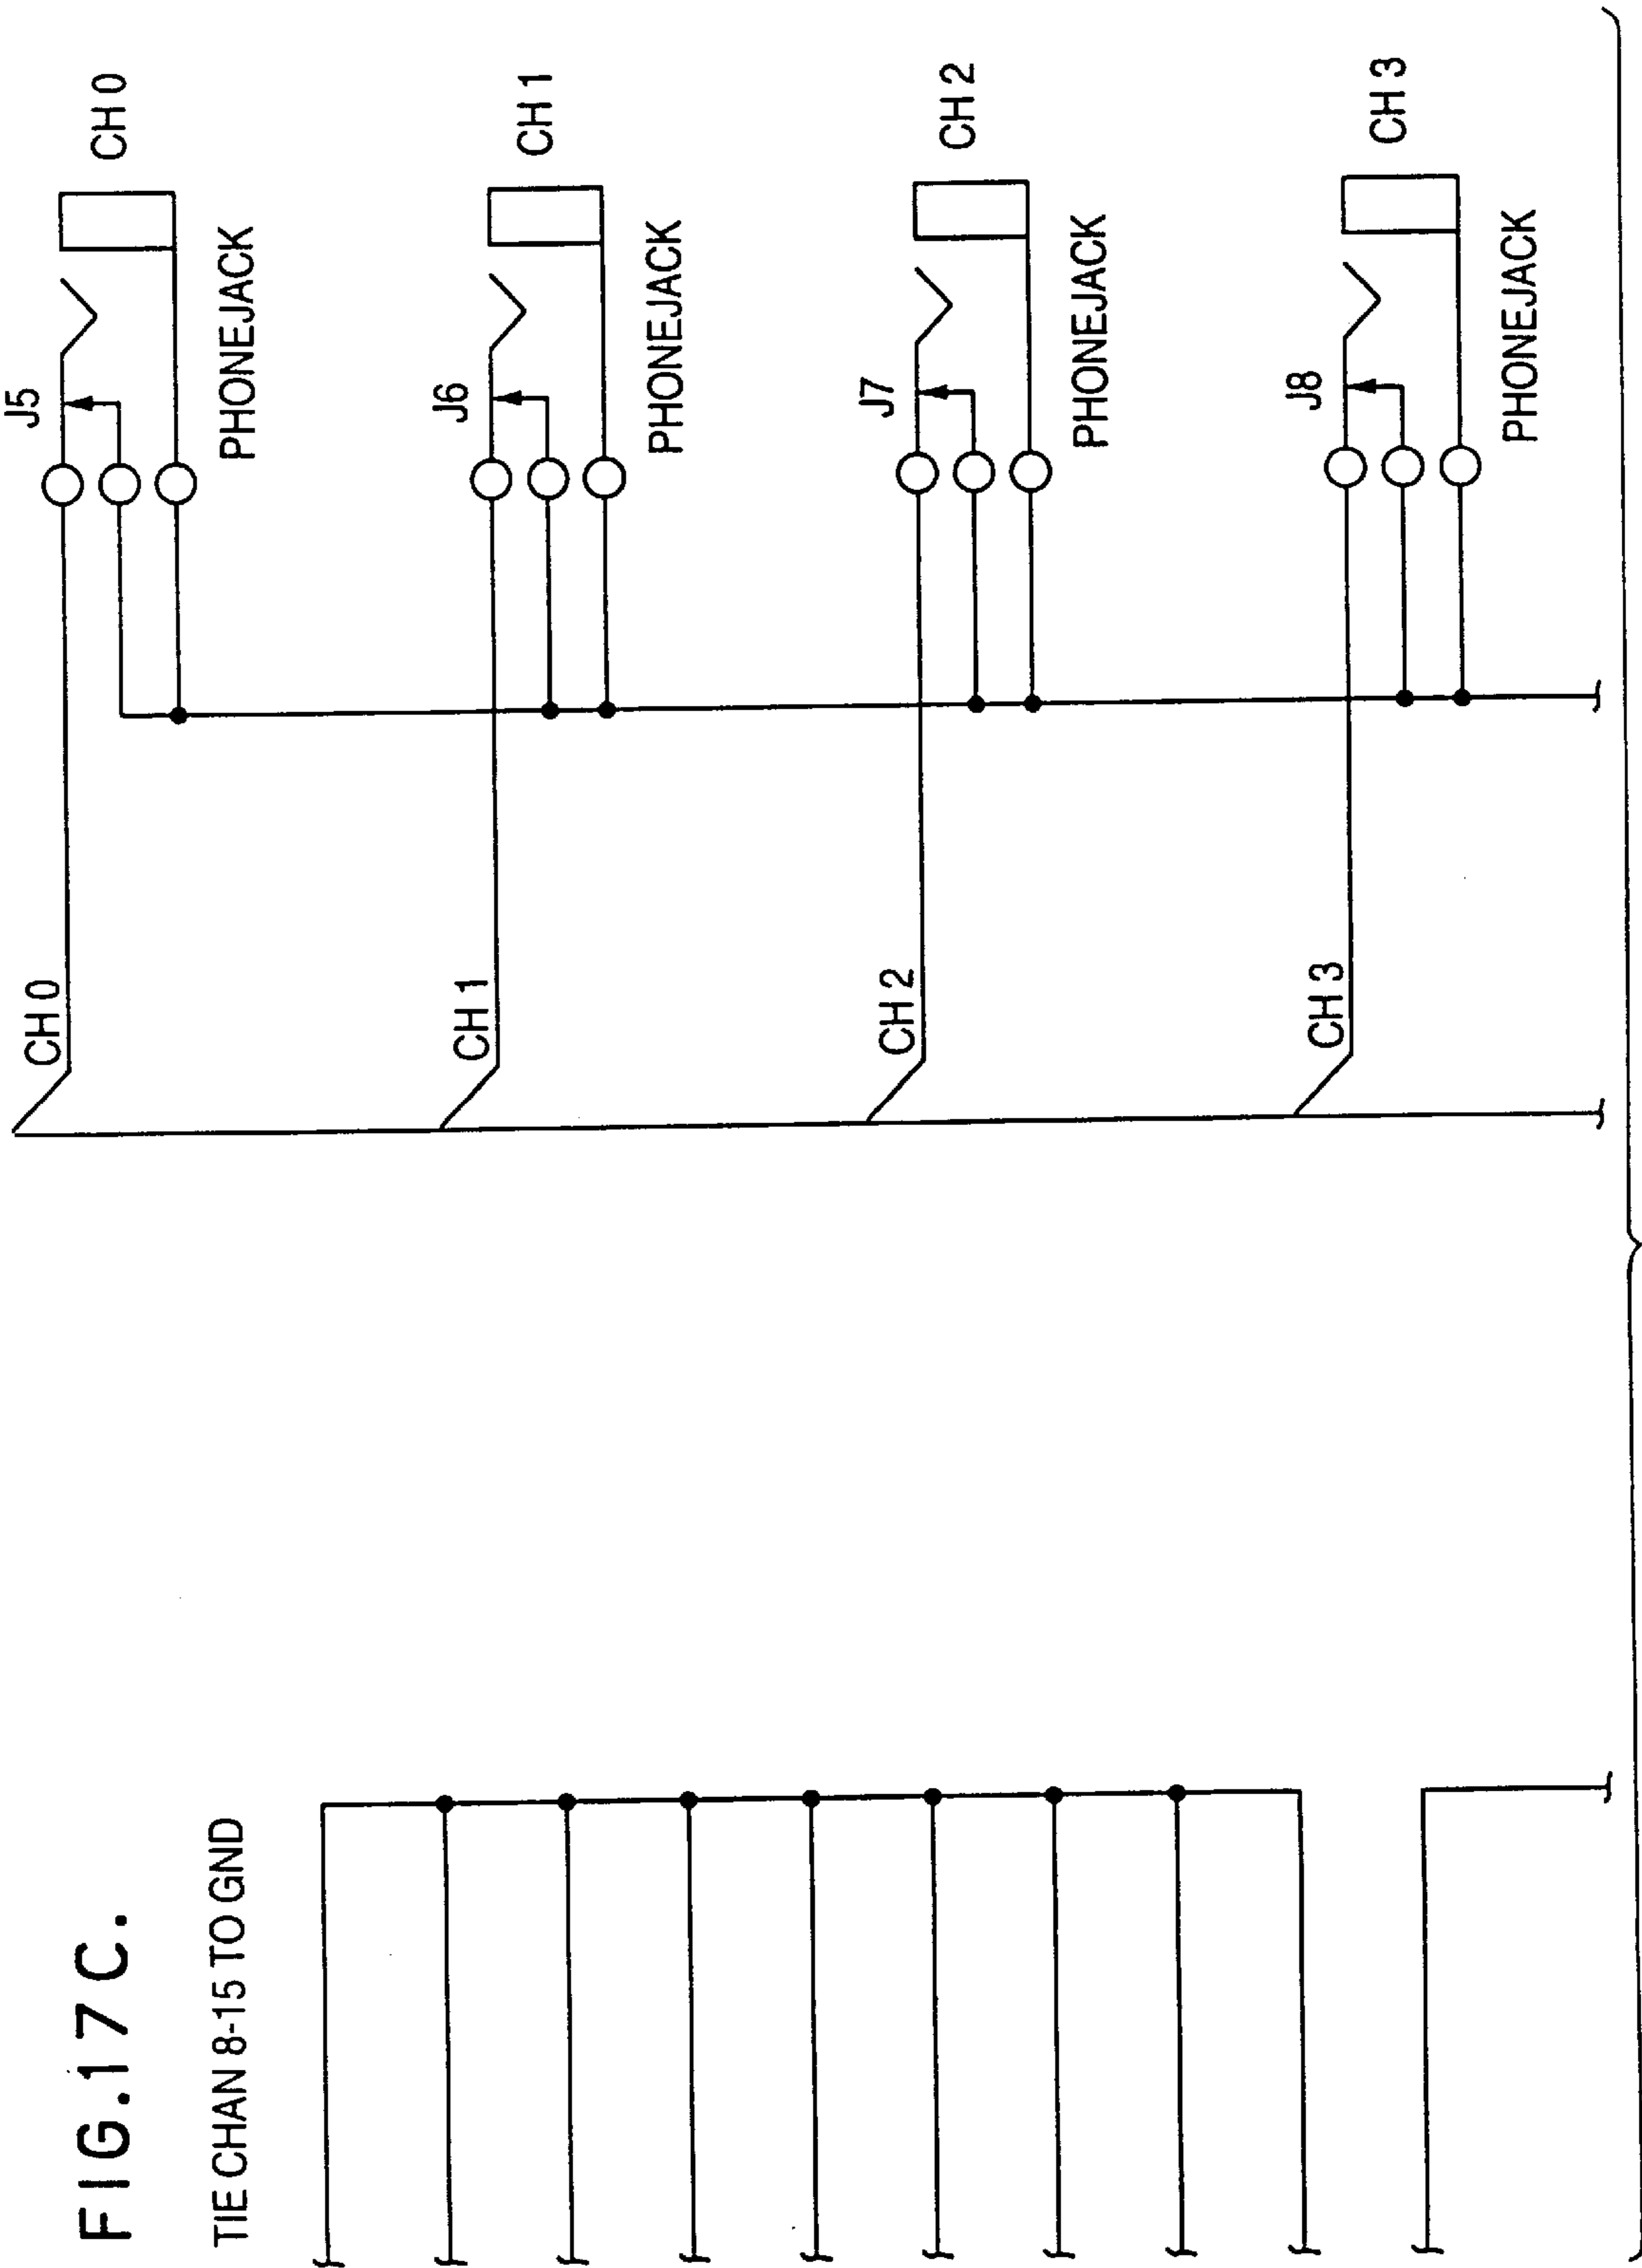 FIG.17C.
TIE CHAN 8-15 TO GND
CH 0
J5
CH 0
PHONEJACK
CH 1
J6
CH 1
PHONEJACK
CH 2
J7
CH 2
PHONEJACK
CH 3
J8
CH 3
PHONEJACK